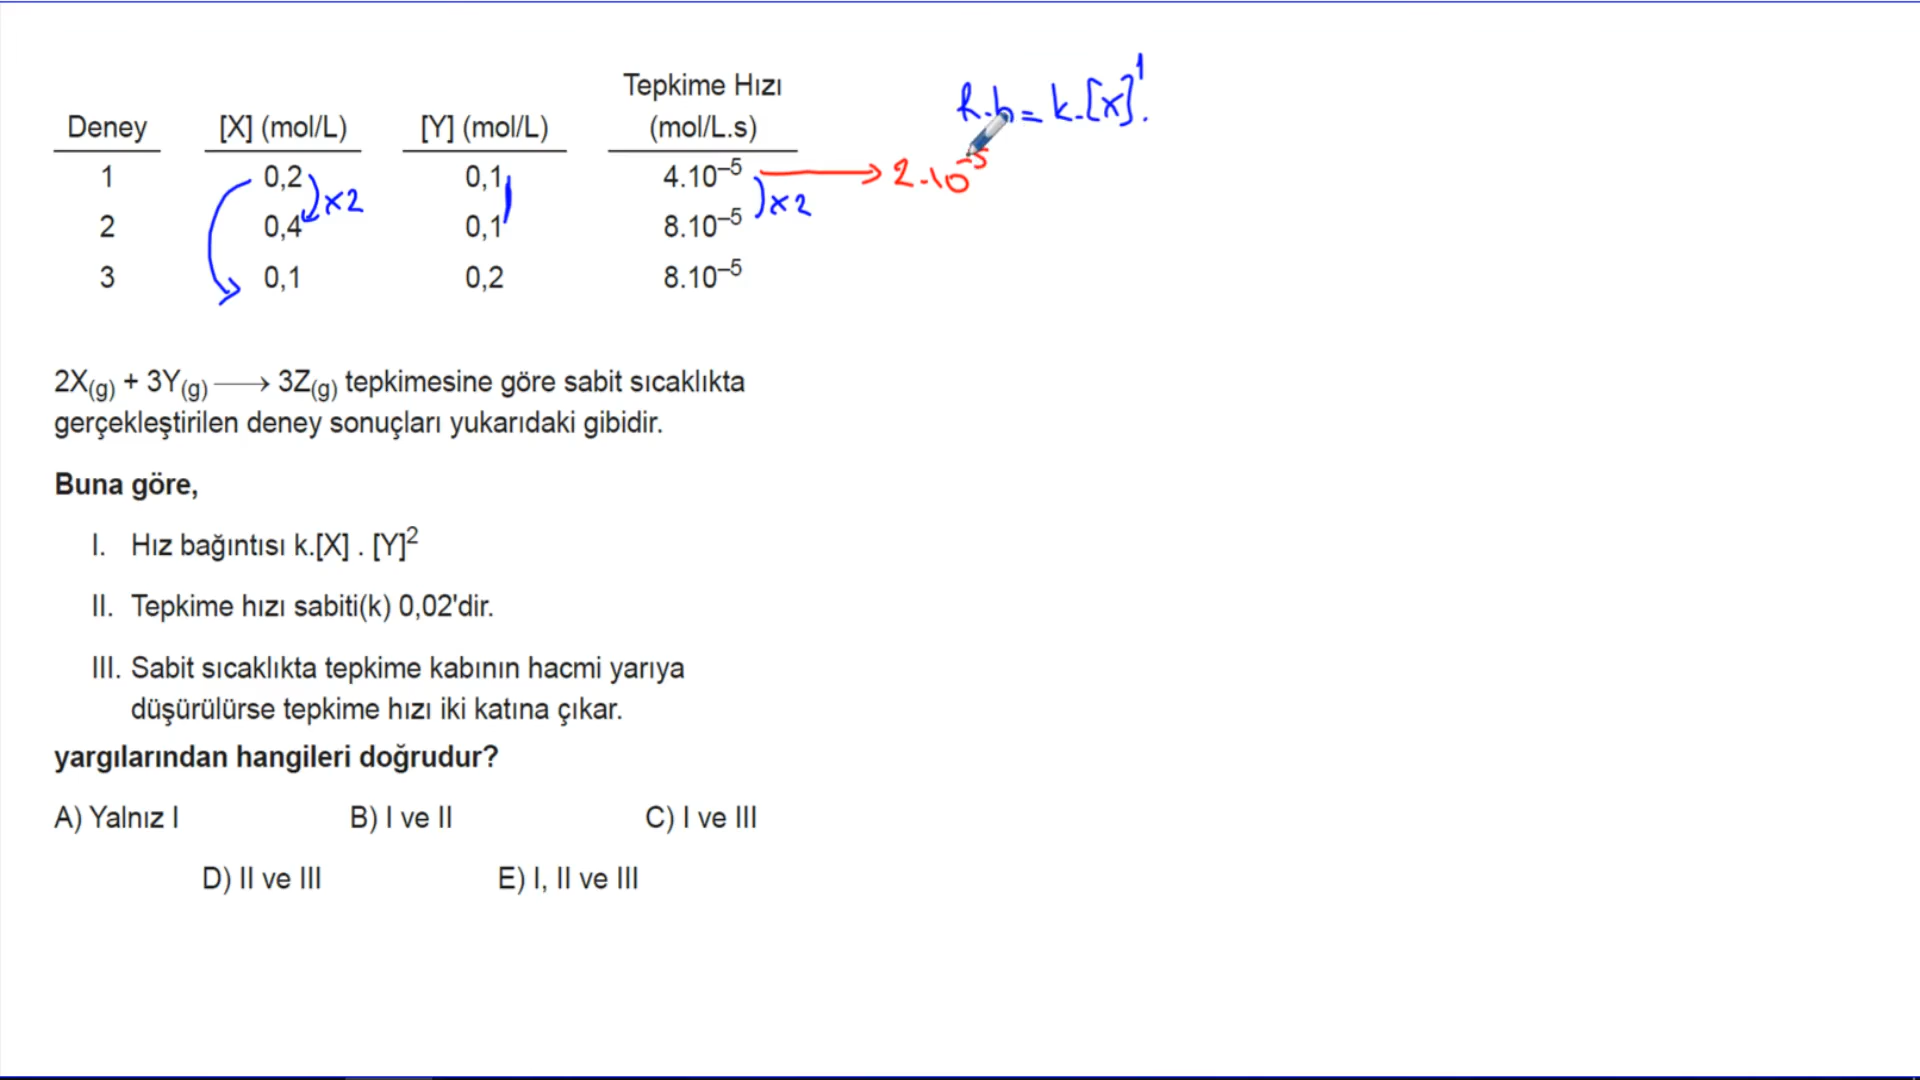 Tepkime Hızı
Deney [X] (mol/L) [Y] (mol/L) (mol/L.s)
1 0,2 0,1 4.10⁻⁵ → 2.10⁻⁵
2 0,4 0,1 8.10⁻⁵
3 0,1 0,2 8.10⁻⁵
x2
x2
h.b = k.[x]¹.
2X(g) + 3Y(g) ⟶ 3Z(g) tepkimesine göre sabit sıcaklıkta
gerçekleştirilen deney sonuçları yukarıdaki gibidir.
Buna göre,
I. Hız bağıntısı k.[X] . [Y]²
II. Tepkime hızı sabiti(k) 0,02'dir.
III. Sabit sıcaklıkta tepkime kabının hacmi yarıya
düşürülürse tepkime hızı iki katına çıkar.
yargılarından hangileri doğrudur?
A) Yalnız I B) I ve II C) I ve III
D) II ve III E) I, II ve III